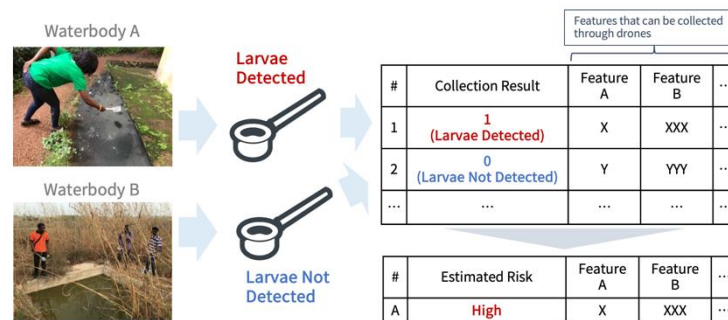 Waterbody A
Larvae
Detected
Waterbody B
Larvae Not
Detected
Features that can be collected
through drones
# Collection Result Feature A Feature B ...
1 1 (Larvae Detected) X XXX ...
2 0 (Larvae Not Detected) Y YYY ...
... ... ... ... ...
# Estimated Risk Feature A Feature B ...
A High X XXX ...